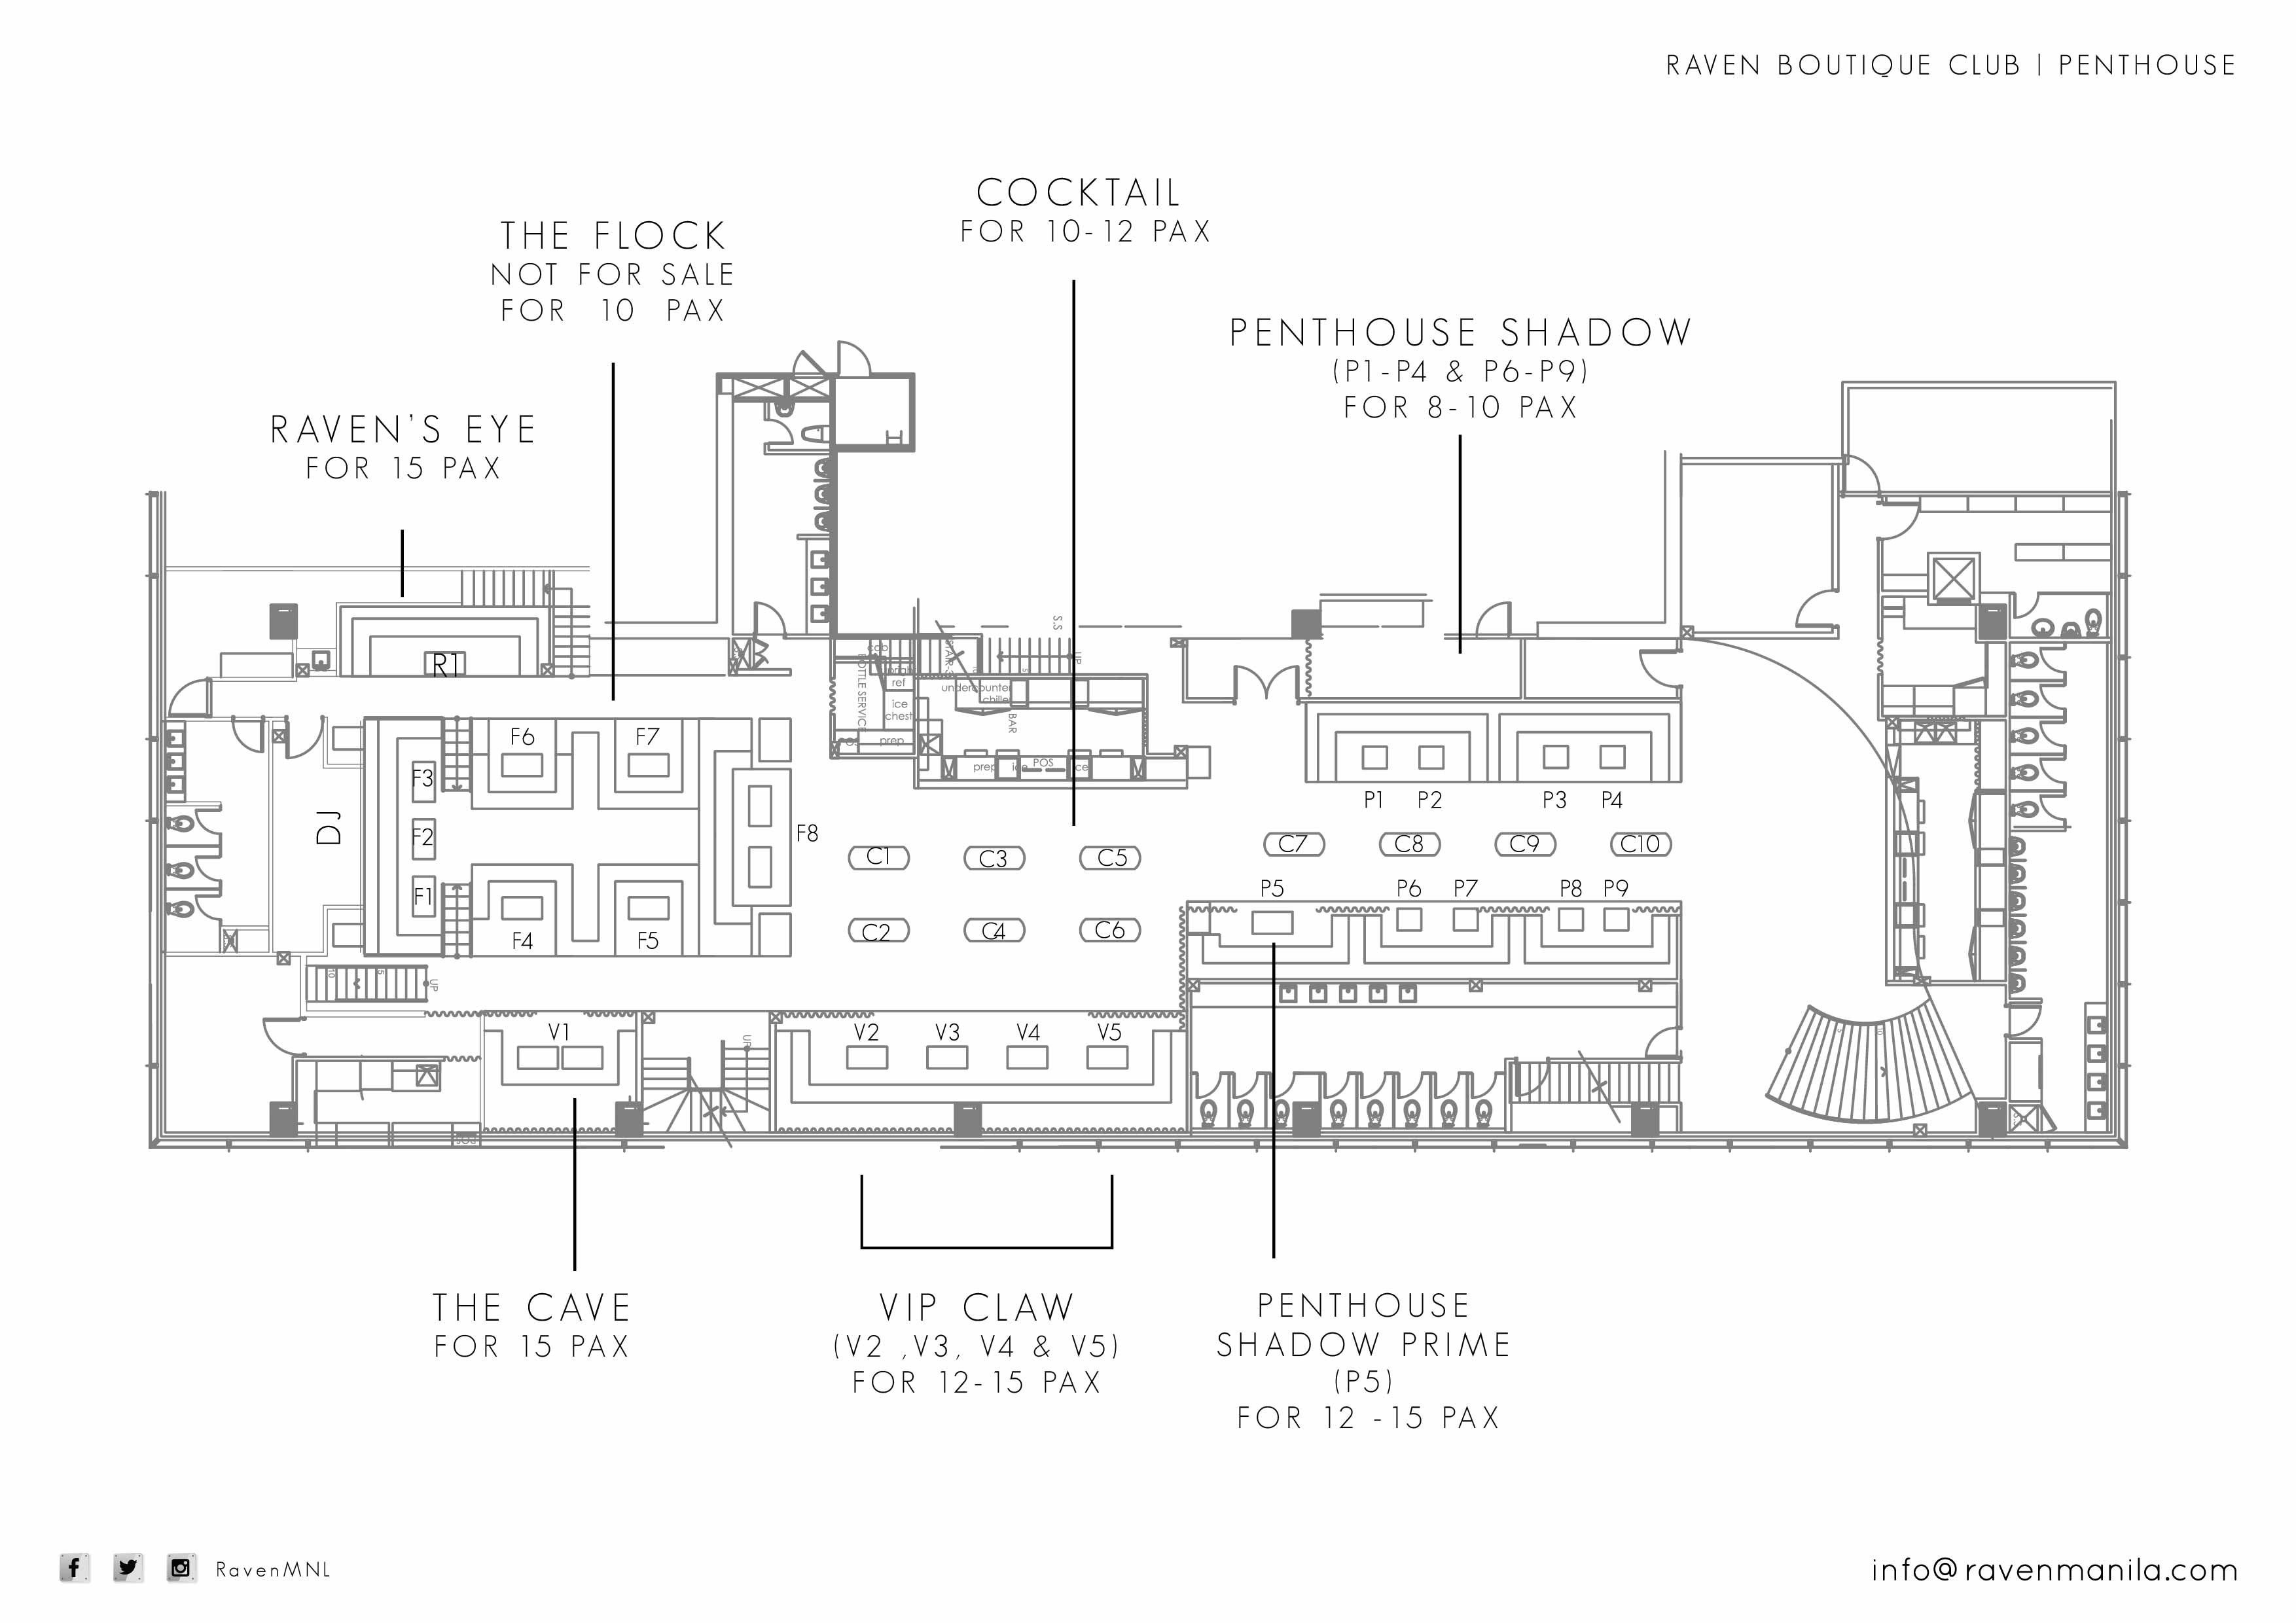 RAVEN BOUTIQUE CLUB | PENTHOUSE
COCKTAIL
FOR 10-12 PAX
THE FLOCK
NOT FOR SALE
FOR 10 PAX
PENTHOUSE SHADOW
(P1-P4 & P6-P9)
FOR 8-10 PAX
RAVEN'S EYE
FOR 15 PAX
H
S.S
R1
UP
ref
undercounter
chiller
ice
chest
BOTTLE SERVICE
BAR
prep
POS
prep
F6
F7
F3
F2
F1
F4
F5
F8
DJ
P1
P2
P3
P4
C1
C3
C5
C7
C8
C9
C10
C2
C4
C6
P5
P6
P7
P8
P9
10
5
UP
V1
UP
V2
V3
V4
V5
5
10
THE CAVE
FOR 15 PAX
VIP CLAW
(V2 ,V3, V4 & V5)
FOR 12-15 PAX
PENTHOUSE
SHADOW PRIME
(P5)
FOR 12 -15 PAX
RavenMNL
info@ravenmanila.com